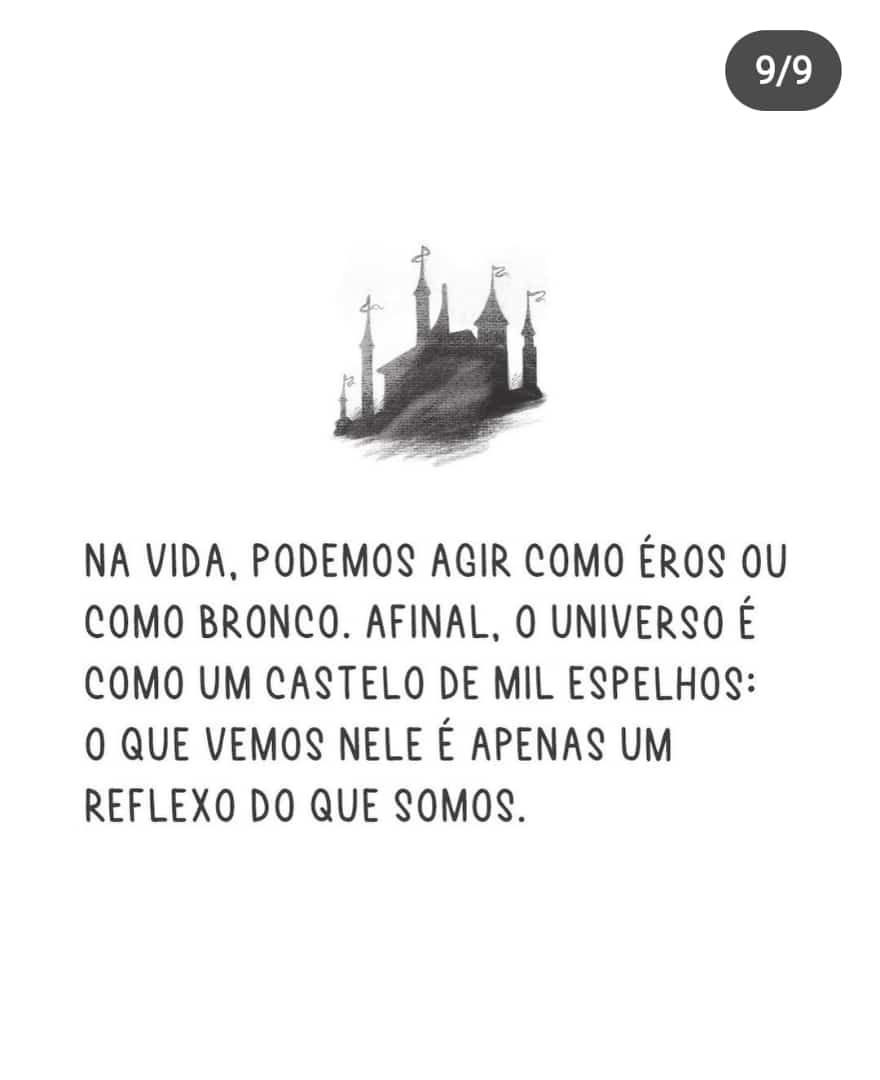 9/9
NA VIDA, PODEMOS AGIR COMO ÉROS OU
COMO BRONCO. AFINAL, O UNIVERSO É
COMO UM CASTELO DE MIL ESPELHOS:
O QUE VEMOS NELE É APENAS UM
REFLEXO DO QUE SOMOS.